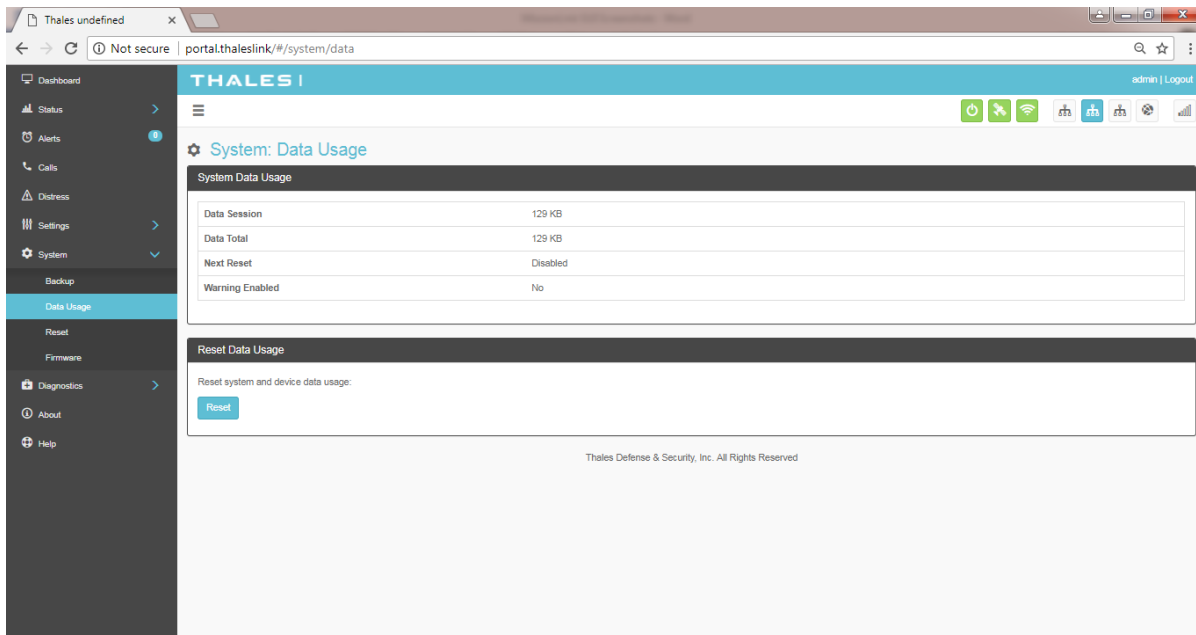 Thales undefined
Not secure | portal.thaleslink/#/system/data
Dashboard
THALES
admin | Logout
Status
Alerts 0
Calls
Distress
Settings
System
Backup
Data Usage
Reset
Firmware
Diagnostics
About
Help
System: Data Usage
System Data Usage
Data Session 129 KB
Data Total 129 KB
Next Reset Disabled
Warning Enabled No
Reset Data Usage
Reset system and device data usage:
Reset
Thales Defense & Security, Inc. All Rights Reserved